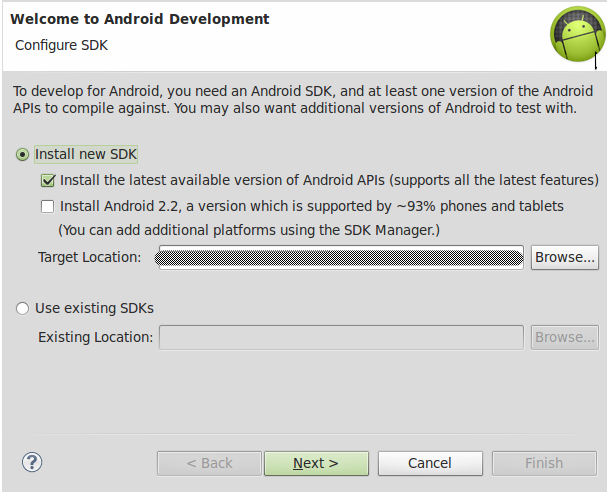 Welcome to Android Development
Configure SDK
To develop for Android, you need an Android SDK, and at least one version of the Android
APIs to compile against. You may also want additional versions of Android to test with.
Install new SDK
Install the latest available version of Android APIs (supports all the latest features)
Install Android 2.2, a version which is supported by ~93% phones and tablets
(You can add additional platforms using the SDK Manager.)
Target Location: Browse...
Use existing SDKs
Existing Location: Browse...
? < Back Next > Cancel Finish